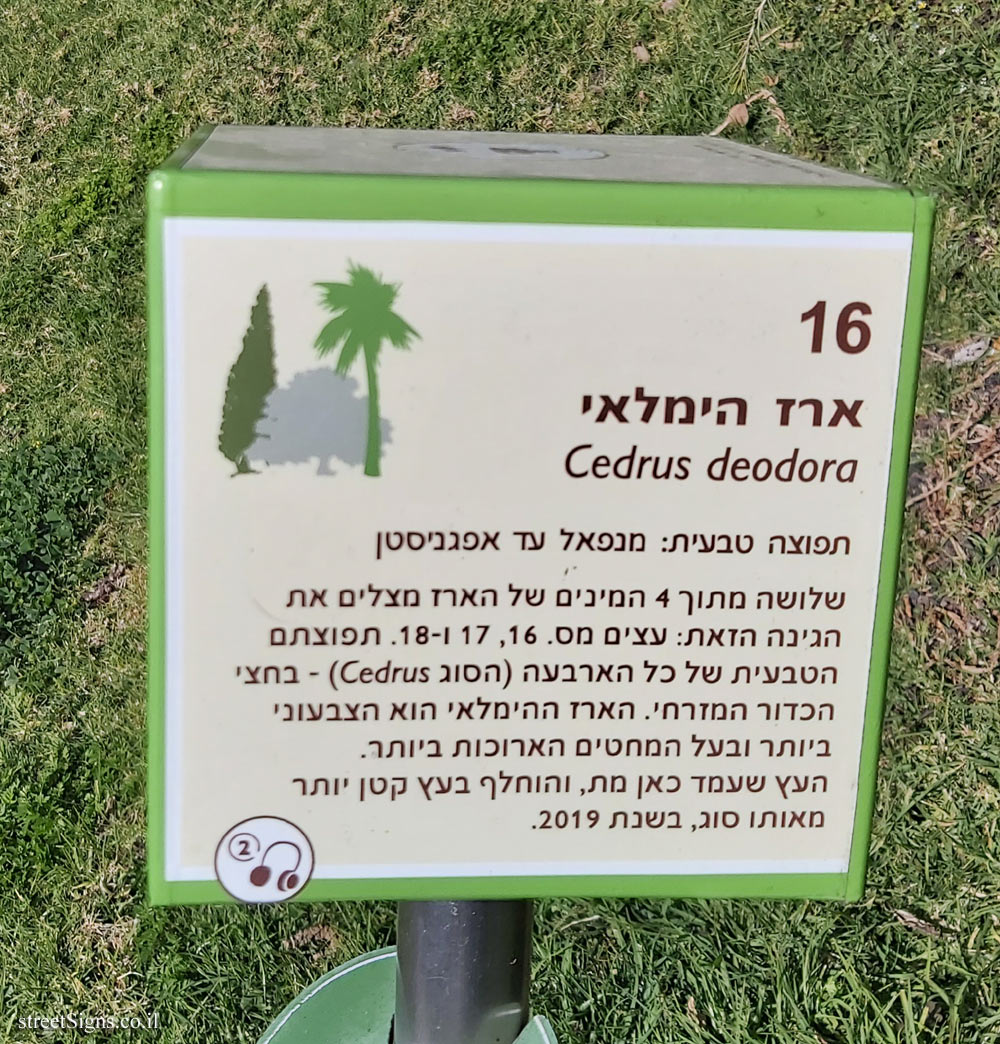 16
ארז הימלאי
Cedrus deodora
תפוצה טבעית: מנפאל עד אפגניסטן
שלושה מתוך 4 המינים של הארז מצלים את
הגינה הזאת: עצים מס. 16, 17 ו-18. תפוצתם
הטבעית של כל הארבעה (הסוג Cedrus) - בחצי
הכדור המזרחי. הארז ההימלאי הוא הצבעוני
ביותר ובעל המחטים הארוכות ביותר.
העץ שעמד כאן מת, והוחלף בעץ קטן יותר
מאותו סוג, בשנת 2019.
2
streetSigns.co.il